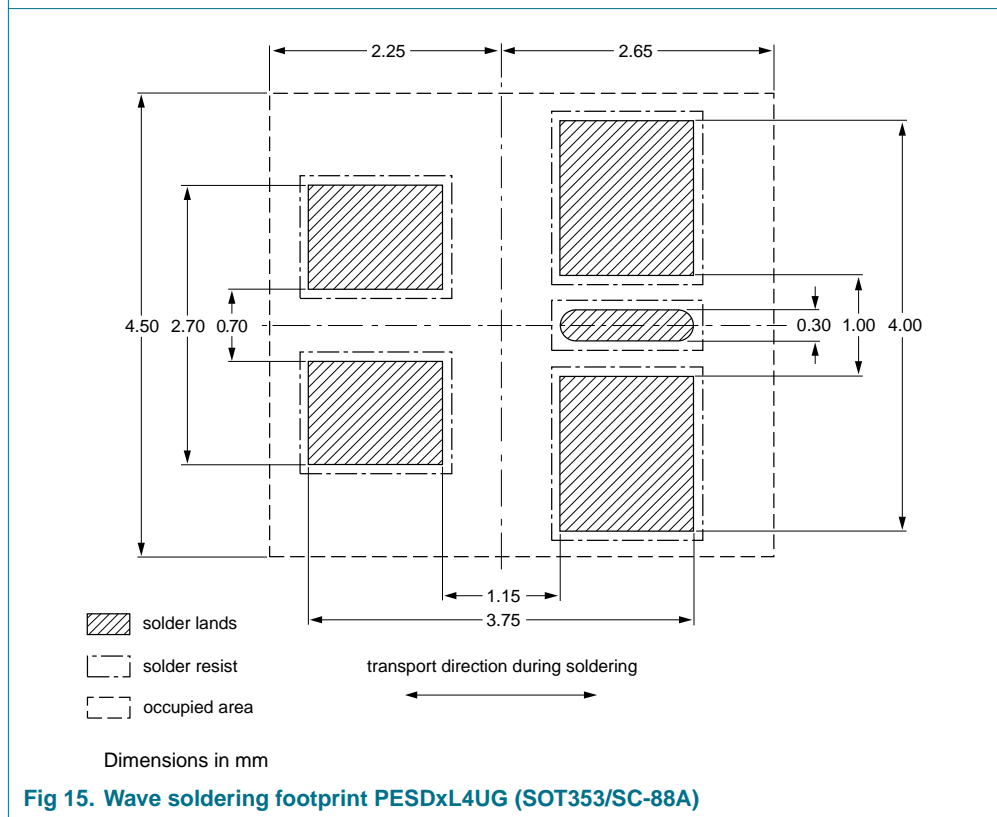 2.25 2.65
4.50 2.70 0.70 0.30 1.00 4.00
1.15
3.75
solder lands
solder resist
transport direction during soldering
occupied area
Dimensions in mm
Fig 15. Wave soldering footprint PESDxL4UG (SOT353/SC-88A)